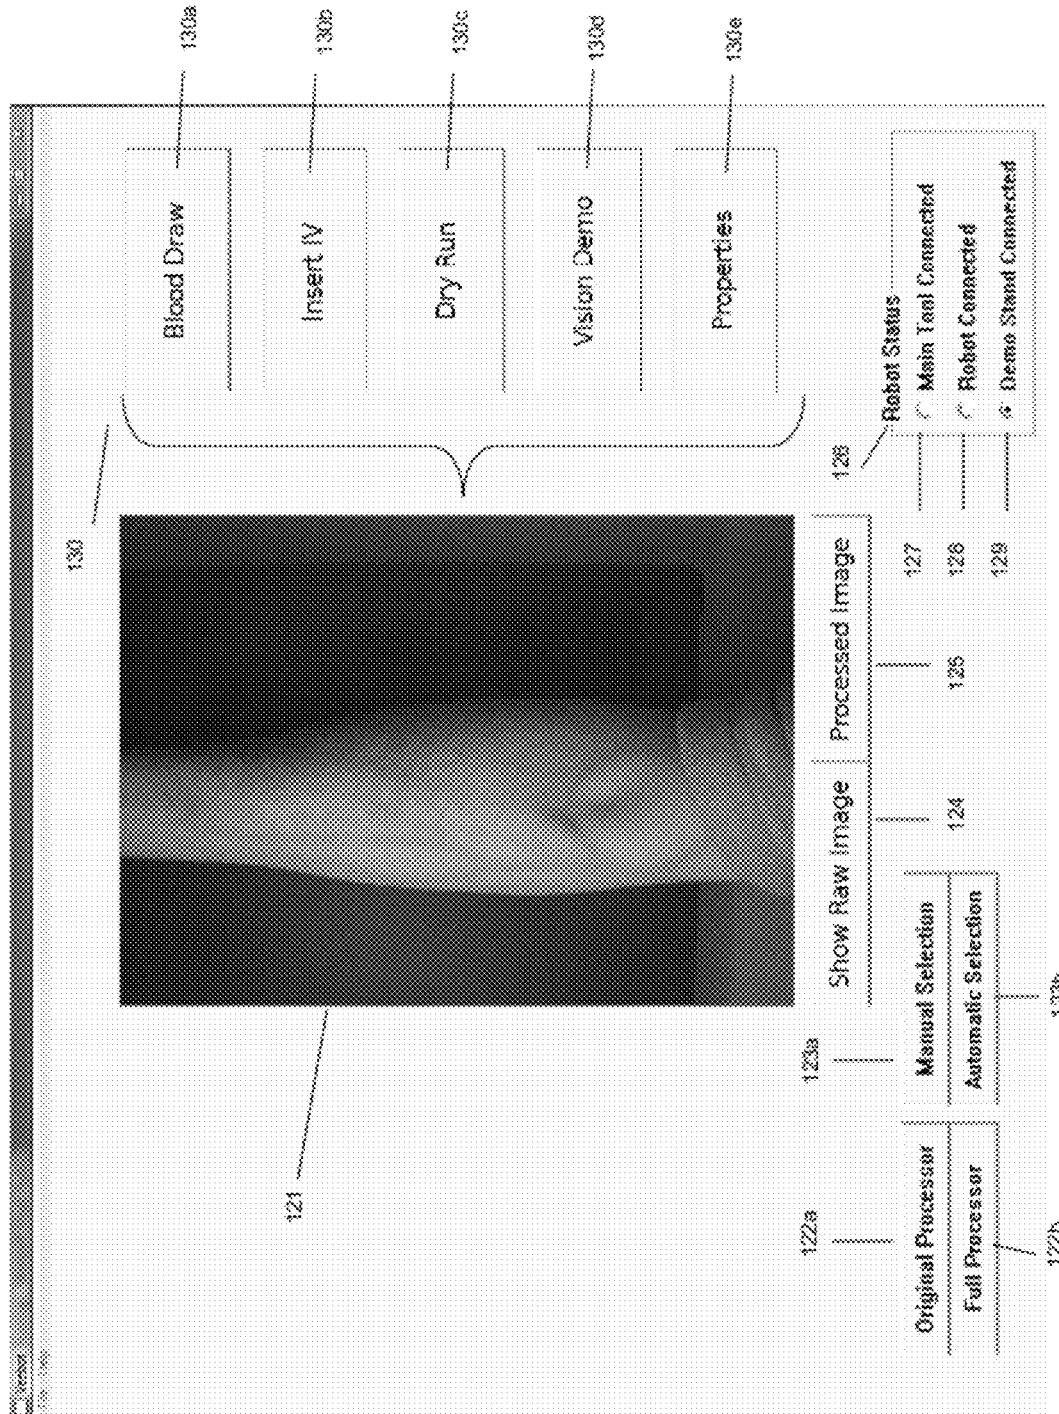 130
130a
Blood Draw
130b
Insert IV
130c
Dry Run
130d
Vision Demo
130e
Properties
121
Show Raw Image
Processed Image
124
125
126
Robot Status
127
Main Tool Connected
128
Robot Connected
129
Demo Stand Connected
122a
Original Processor
Full Processor
122b
123a
Manual Selection
Automatic Selection
123b